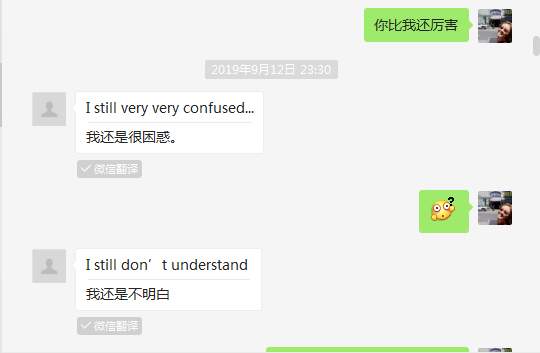 你比我还厉害
2019年9月12日 23:30
I still very very confused...
我还是很困惑。
微信翻译
I still don’t understand
我还是不明白
微信翻译